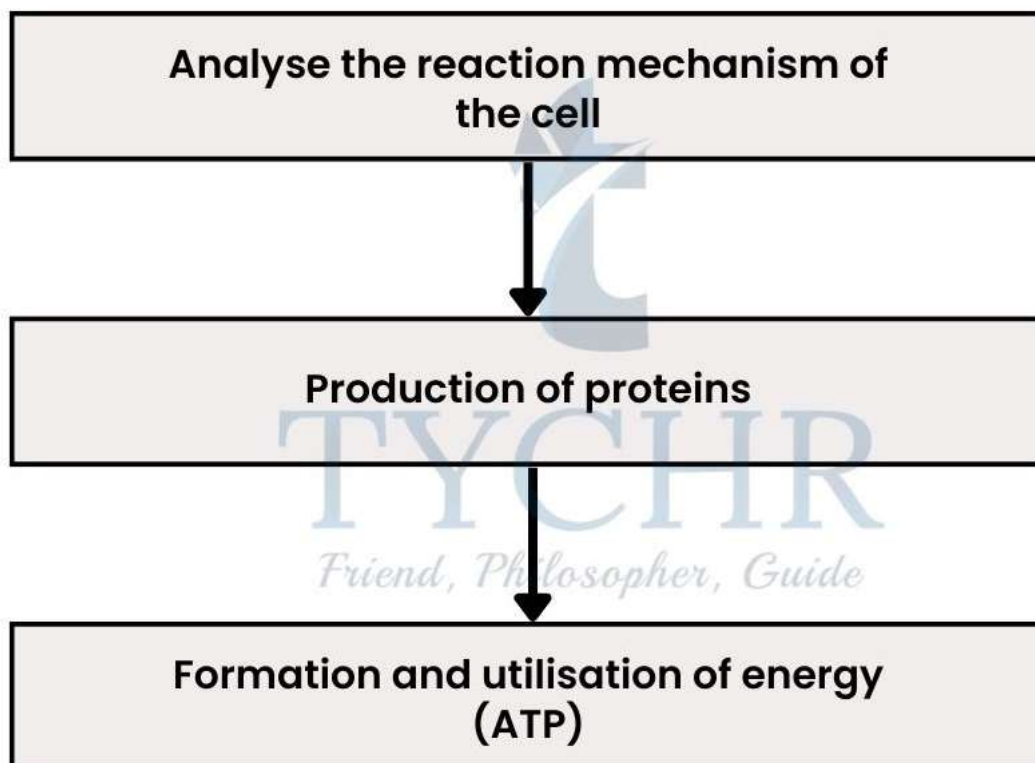 Analyse the reaction mechanism of
the cell
Production of proteins
TYCHR
Friend, Philosopher, Guide
Formation and utilisation of energy
(ATP)